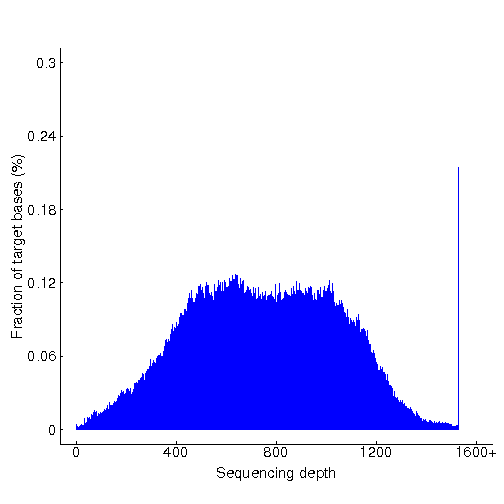 0.3
0.24
0.18
0.12
0.06
0
Fraction of target bases (%)
0 400 800 1200 1600+
Sequencing depth